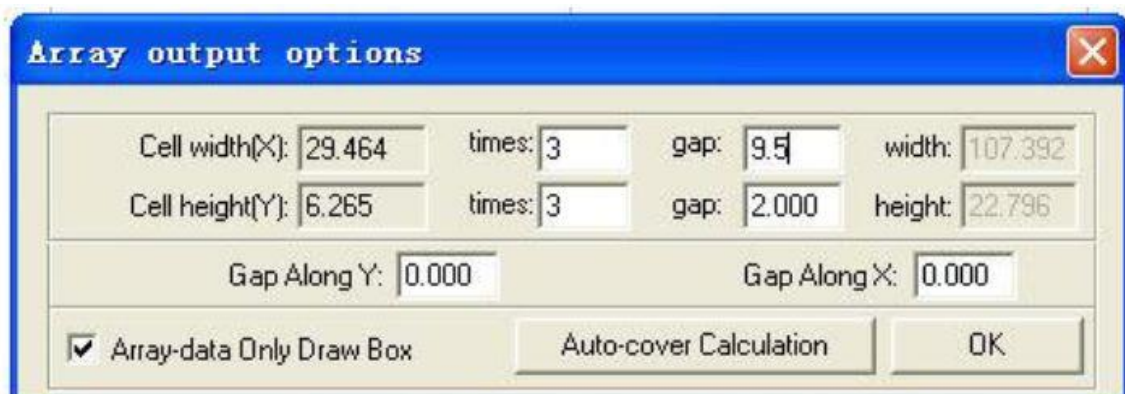 Array output options
Cell width(X): 29.464 times: 3 gap: 9.5 width: 107.392
Cell height(Y): 6.265 times: 3 gap: 2.000 height: 22.796
Gap Along Y: 0.000 Gap Along X: 0.000
Array-data Only Draw Box Auto-cover Calculation OK